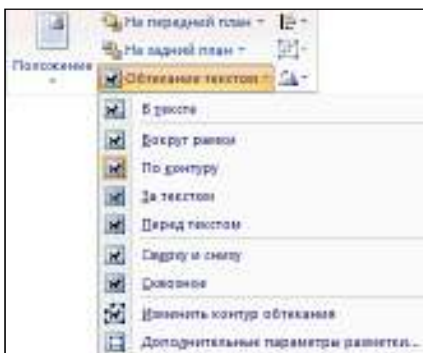 На передний план
На задний план
Положение
Обтекание текстом
В тексте
Вокруг рамки
По контуру
За текстом
Перед текстом
Сверху и снизу
Сквозное
Изменить контур обтекания
Дополнительные параметры разметки...